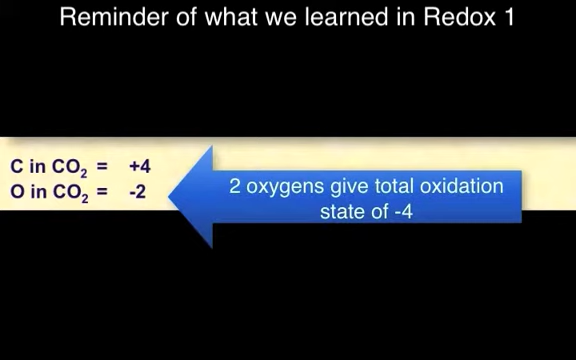 Reminder of what we learned in Redox 1
C in CO₂ = +4
O in CO₂ = -2
2 oxygens give total oxidation
state of -4